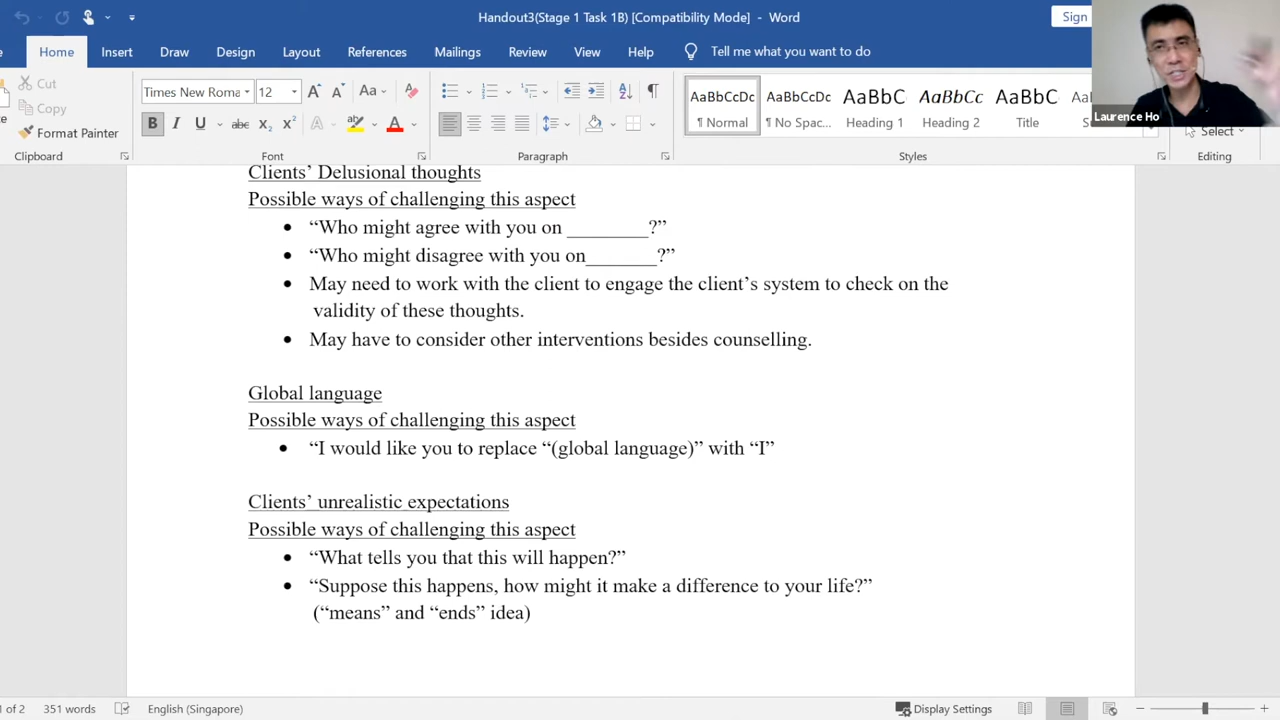 Handout3(Stage 1 Task 1B) [Compatibility Mode] - Word
Sign
Home Insert Draw Design Layout References Mailings Review View Help Tell me what you want to do
Cut
Copy
Format Painter
Clipboard
Times New Roma 12
Font
Paragraph
AaBbCcDc AaBbCcDc AaBbC AaBbCc AaBbC
¶ Normal ¶ No Spac... Heading 1 Heading 2 Title
Styles
Select
Editing
Laurence Ho
Clients’ Delusional thoughts
Possible ways of challenging this aspect
• “Who might agree with you on ________?”
• “Who might disagree with you on_______?”
• May need to work with the client to engage the client’s system to check on the
validity of these thoughts.
• May have to consider other interventions besides counselling.
Global language
Possible ways of challenging this aspect
• “I would like you to replace “(global language)” with “I”
Clients’ unrealistic expectations
Possible ways of challenging this aspect
• “What tells you that this will happen?”
• “Suppose this happens, how might it make a difference to your life?”
(“means” and “ends” idea)
1 of 2 351 words English (Singapore) Display Settings